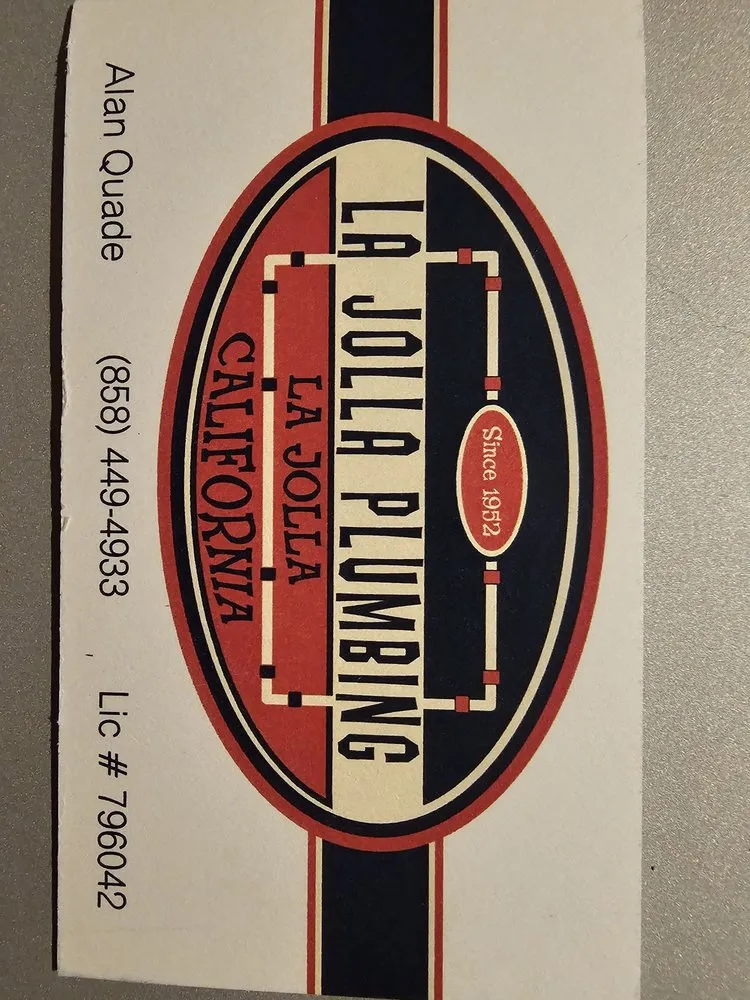 Since 1952
LA JOLLA PLUMBING
LA JOLLA
CALIFORNIA
Alan Quade (858) 449-4933 Lic # 796042